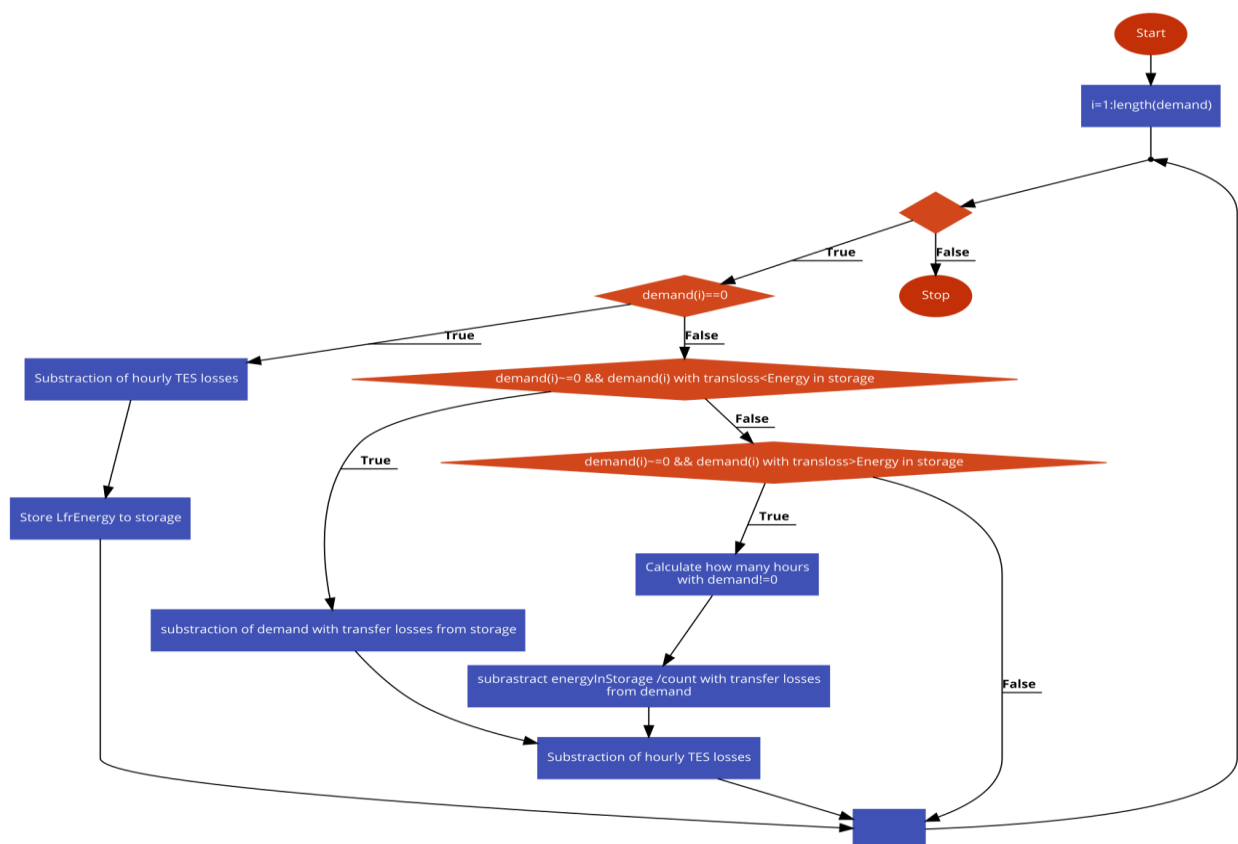 Start
i=1:length(demand)
True
False
demand(i)==0
Stop
True
False
Substraction of hourly TES losses
demand(i)~=0 && demand(i) with transloss<Energy in storage
False
True
demand(i)~=0 && demand(i) with transloss>Energy in storage
Store LfrEnergy to storage
True
Calculate how many hours
with demand!=0
substraction of demand with transfer losses from storage
subrastract energyInStorage /count with transfer losses
from demand
False
Substraction of hourly TES losses